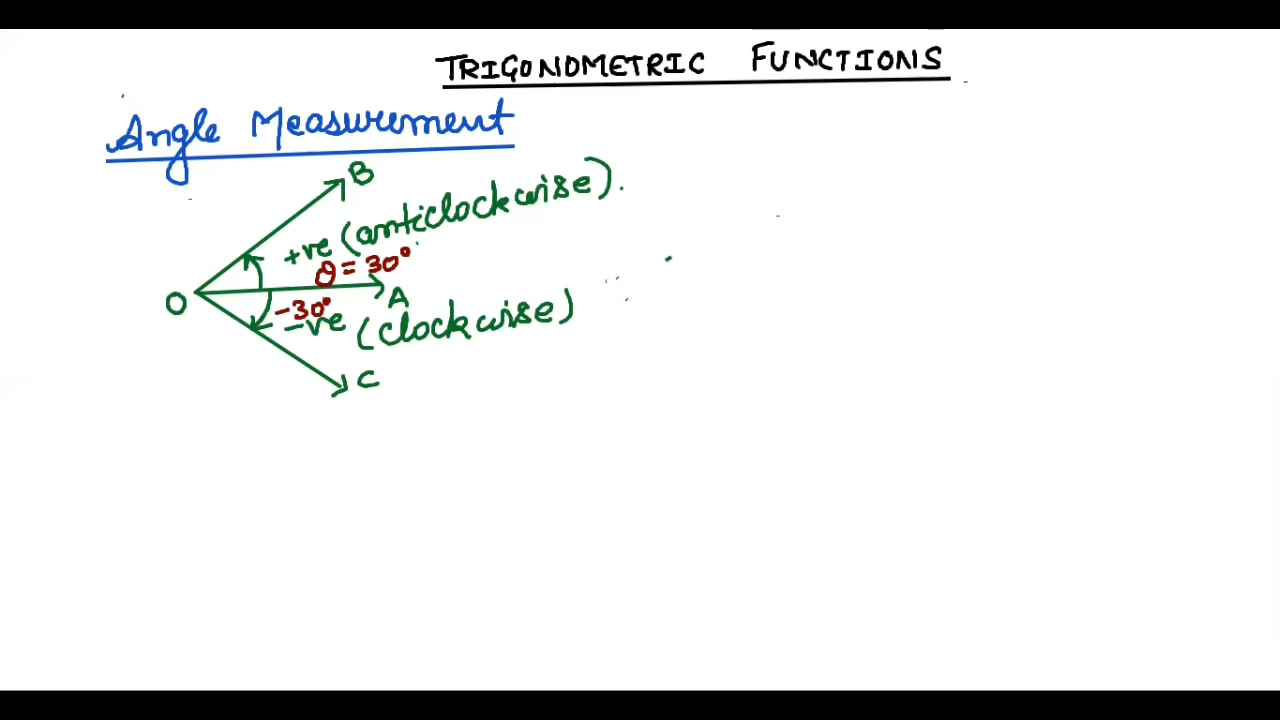 TRIGONOMETRIC FUNCTIONS
Angle Measurement
B
+ve (anticlockwise).
θ = 30°
O
A
-30°
-ve (clockwise)
C